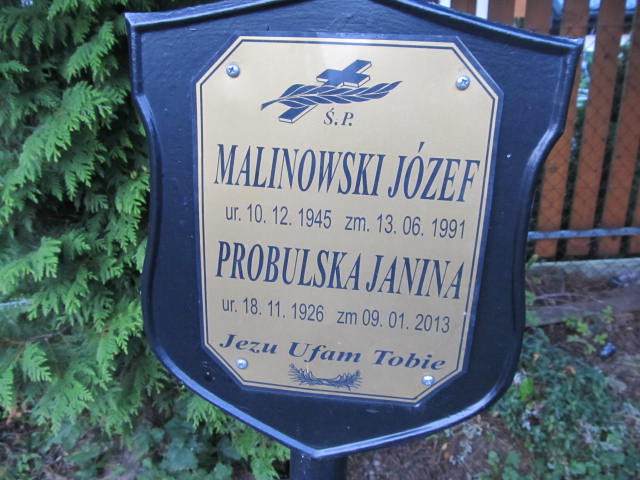 Ś.P.
MALINOWSKI JÓZEF
ur. 10. 12. 1945 zm. 13. 06. 1991
PROBULSKA JANINA
ur. 18. 11. 1926 zm 09. 01. 2013
Jezu Ufam Tobie